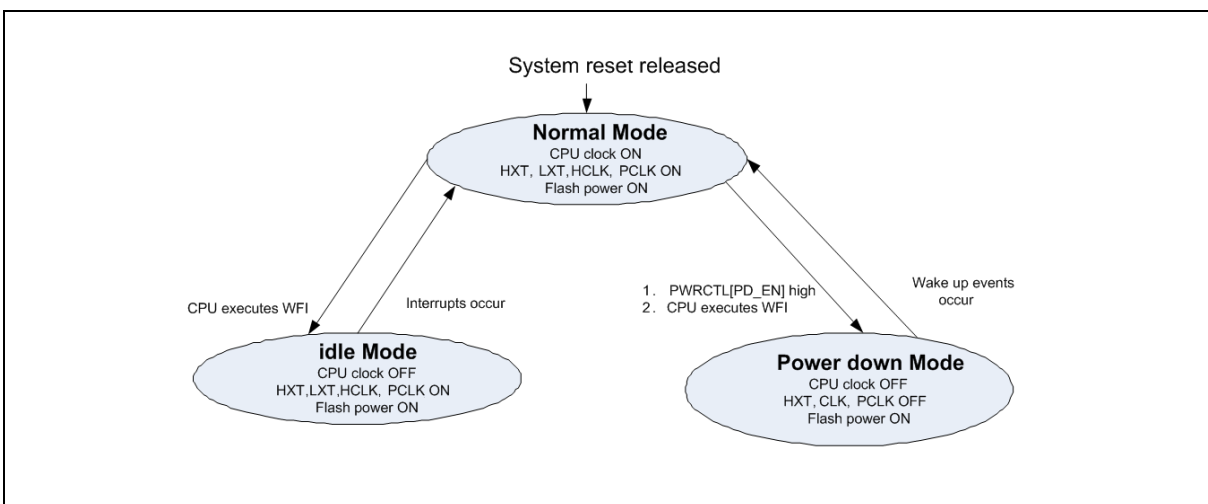 System reset released
Normal Mode
CPU clock ON
HXT, LXT,HCLK, PCLK ON
Flash power ON
CPU executes WFI
Interrupts occur
1. PWRCTL[PD_EN] high
2. CPU executes WFI
Wake up events
occur
idle Mode
CPU clock OFF
HXT,LXT,HCLK, PCLK ON
Flash power ON
Power down Mode
CPU clock OFF
HXT, CLK, PCLK OFF
Flash power ON